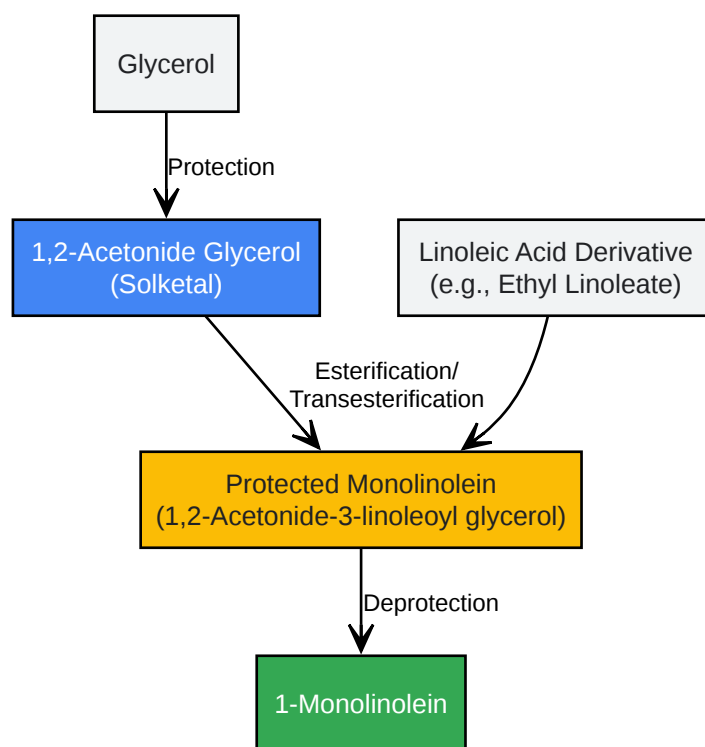 Glycerol
Protection
1,2-Acetonide Glycerol
(Solketal)
Linoleic Acid Derivative
(e.g., Ethyl Linoleate)
Esterification/
Transesterification
Protected Monolinolein
(1,2-Acetonide-3-linoleoyl glycerol)
Deprotection
1-Monolinolein